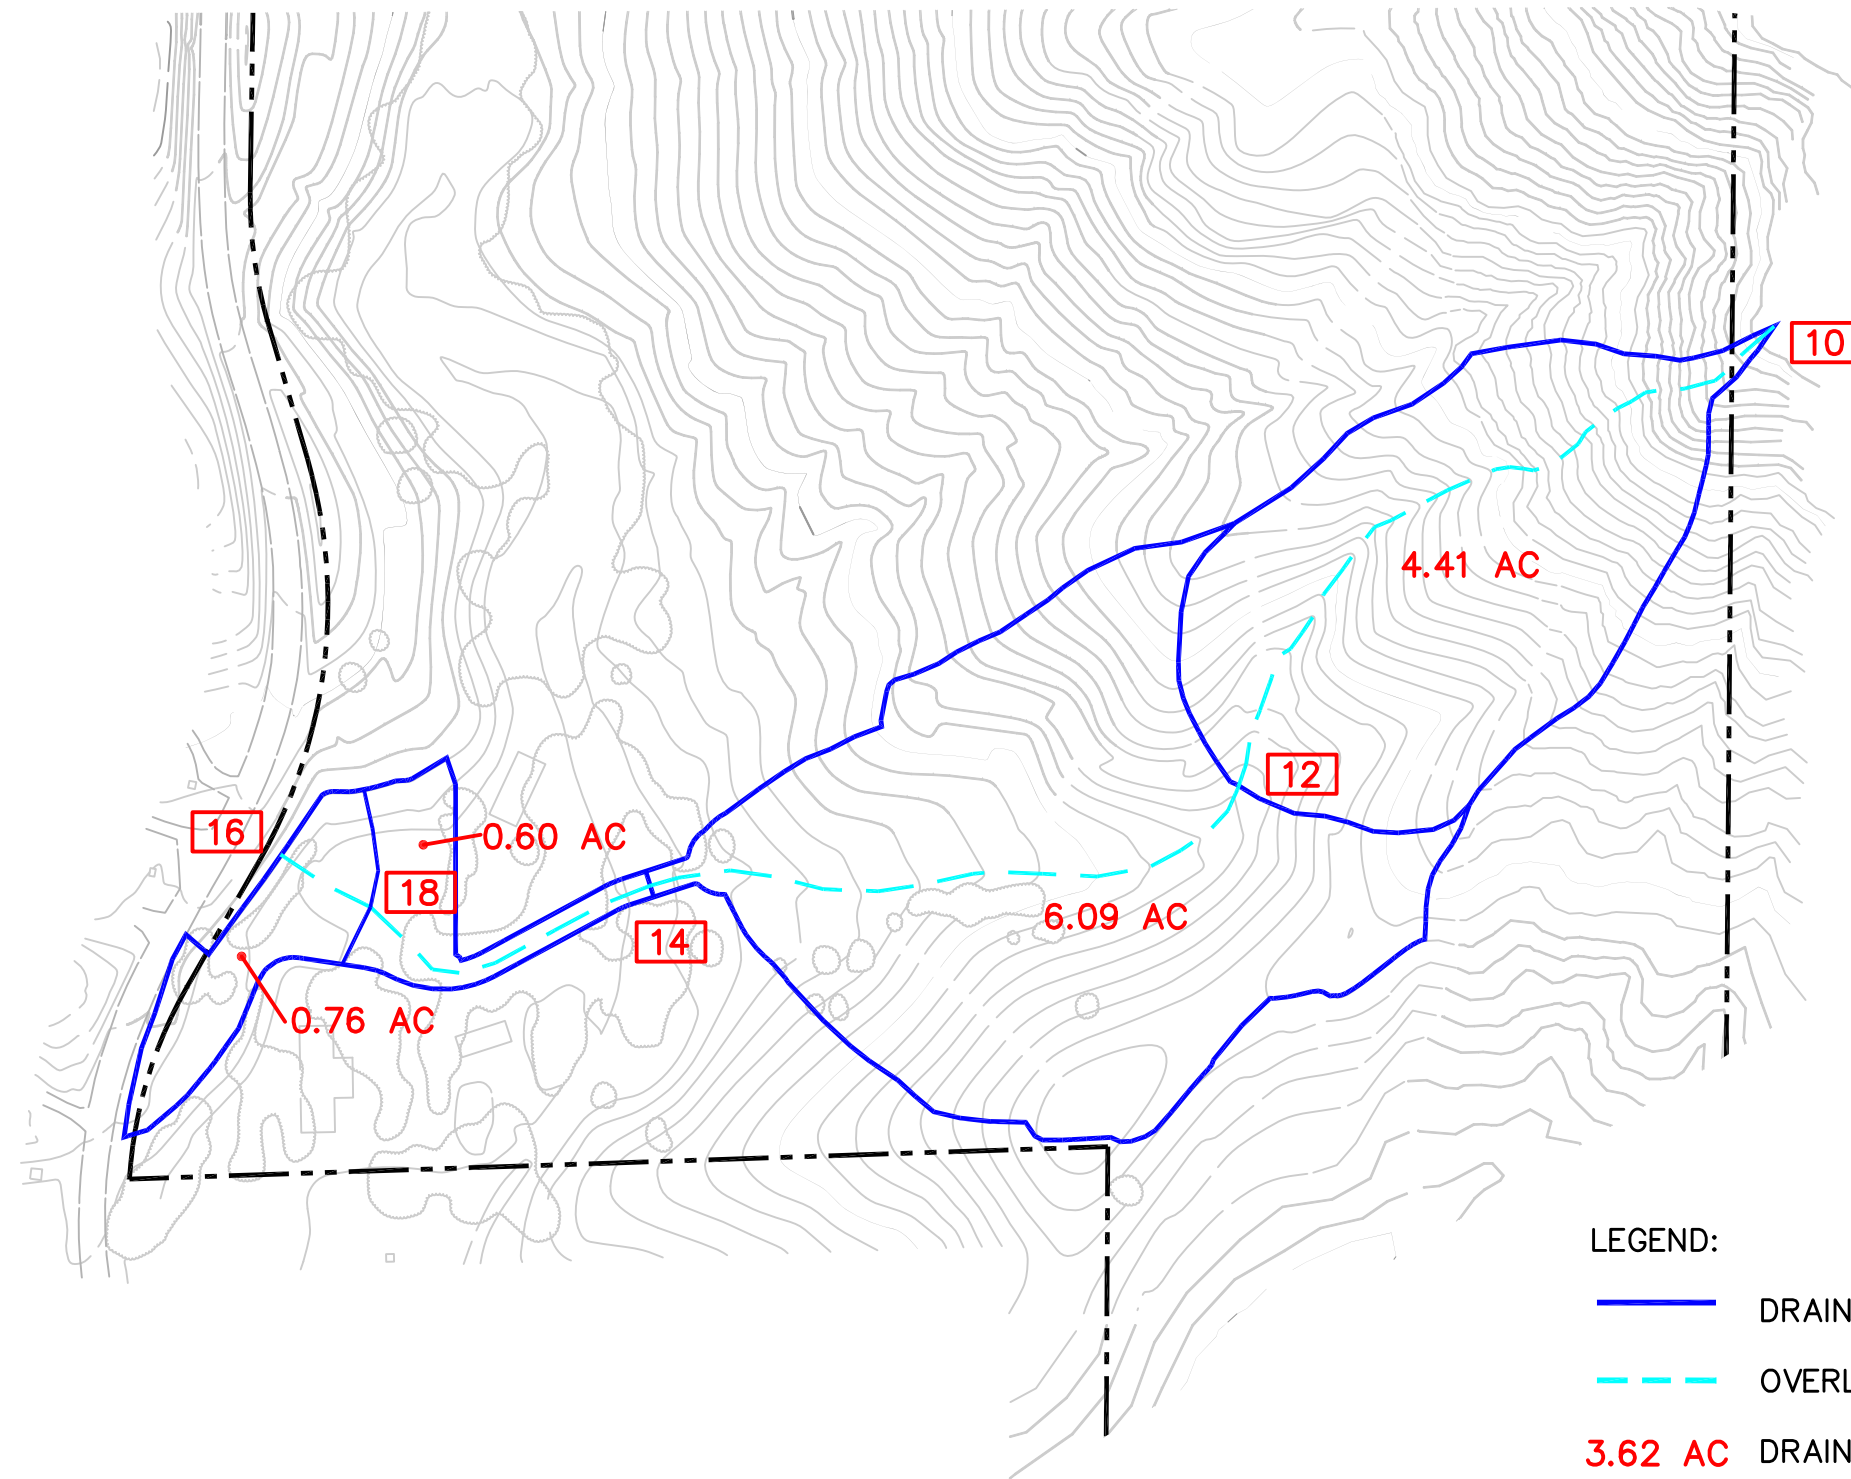 10
4.41 AC
12
16
0.60 AC
18
6.09 AC
14
0.76 AC
LEGEND:
DRAIN
OVERL
3.62 AC DRAIN